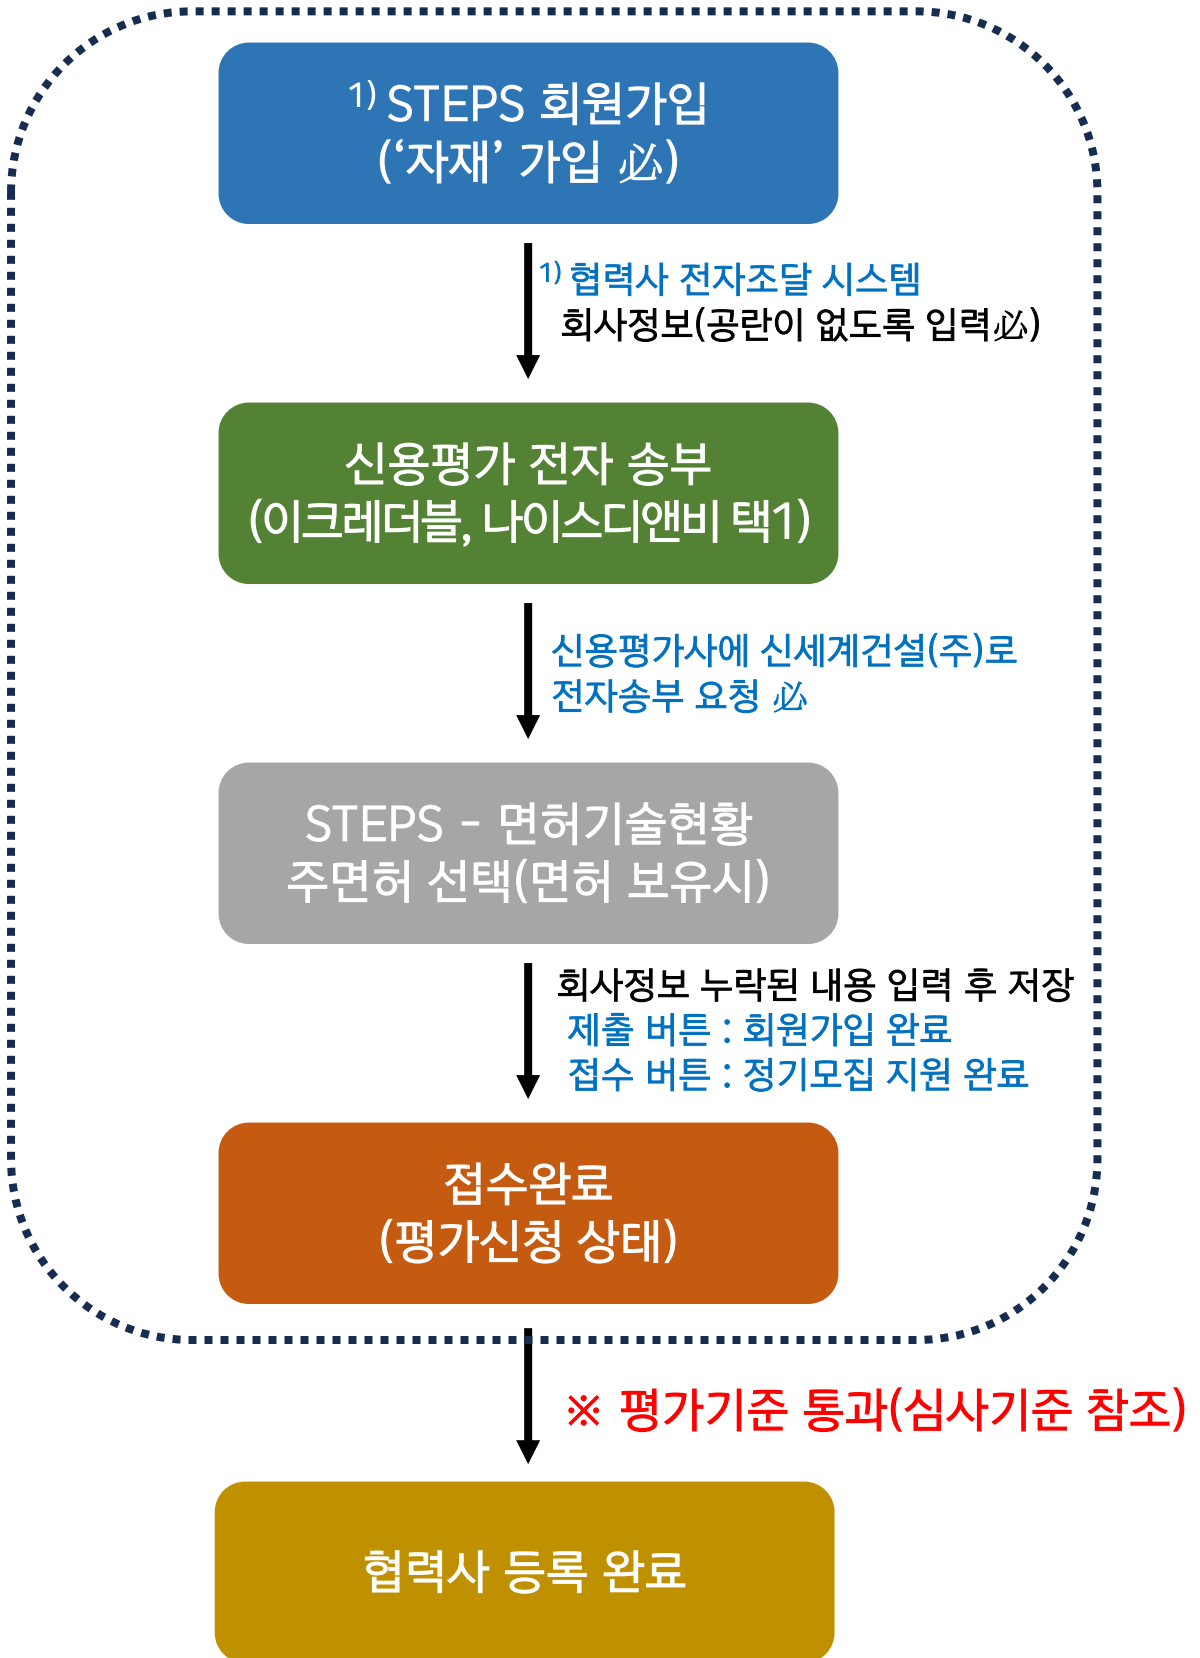 1) STEPS 회원가입
(‘자재’ 가입 必)
1) 협력사 전자조달 시스템
회사정보(공란이 없도록 입력必)
신용평가 전자 송부
(이크레더블, 나이스디앤비 택1)
신용평가사에 신세계건설(주)로
전자송부 요청 必
STEPS - 면허기술현황
주면허 선택(면허 보유시)
회사정보 누락된 내용 입력 후 저장
제출 버튼 : 회원가입 완료
접수 버튼 : 정기모집 지원 완료
접수완료
(평가신청 상태)
※ 평가기준 통과(심사기준 참조)
협력사 등록 완료